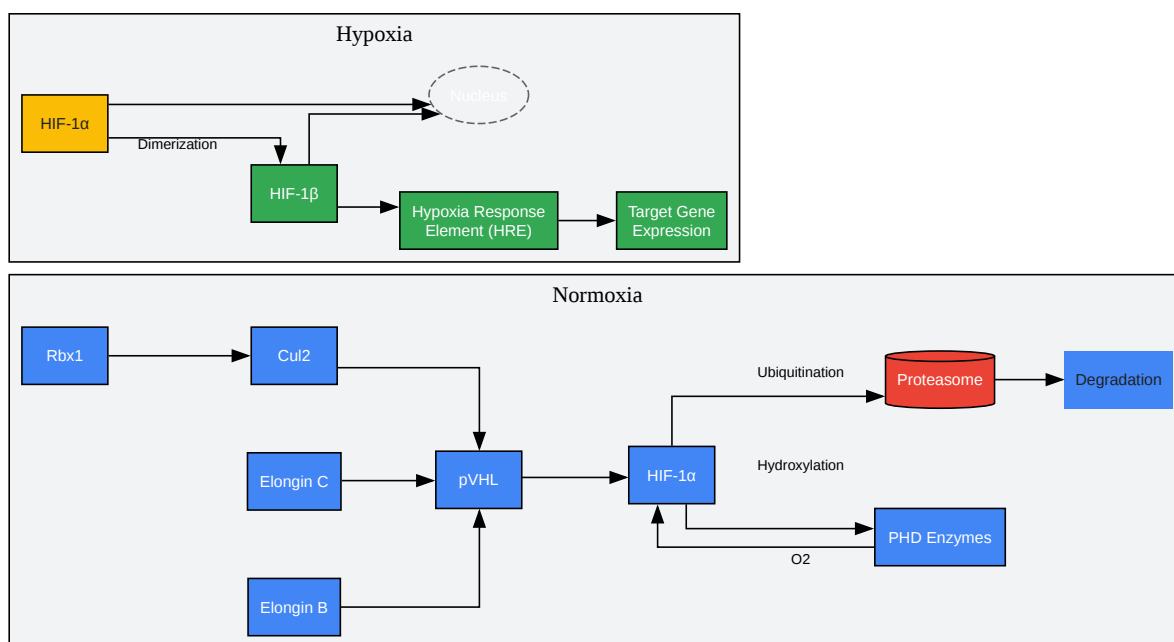 Hypoxia
Nucleus
HIF-1α
Dimerization
HIF-1β
Hypoxia Response
Element (HRE)
Target Gene
Expression
Normoxia
Rbx1
Cul2
Ubiquitination
Proteasome
Degradation
Elongin C
pVHL
HIF-1α
Hydroxylation
PHD Enzymes
O2
Elongin B